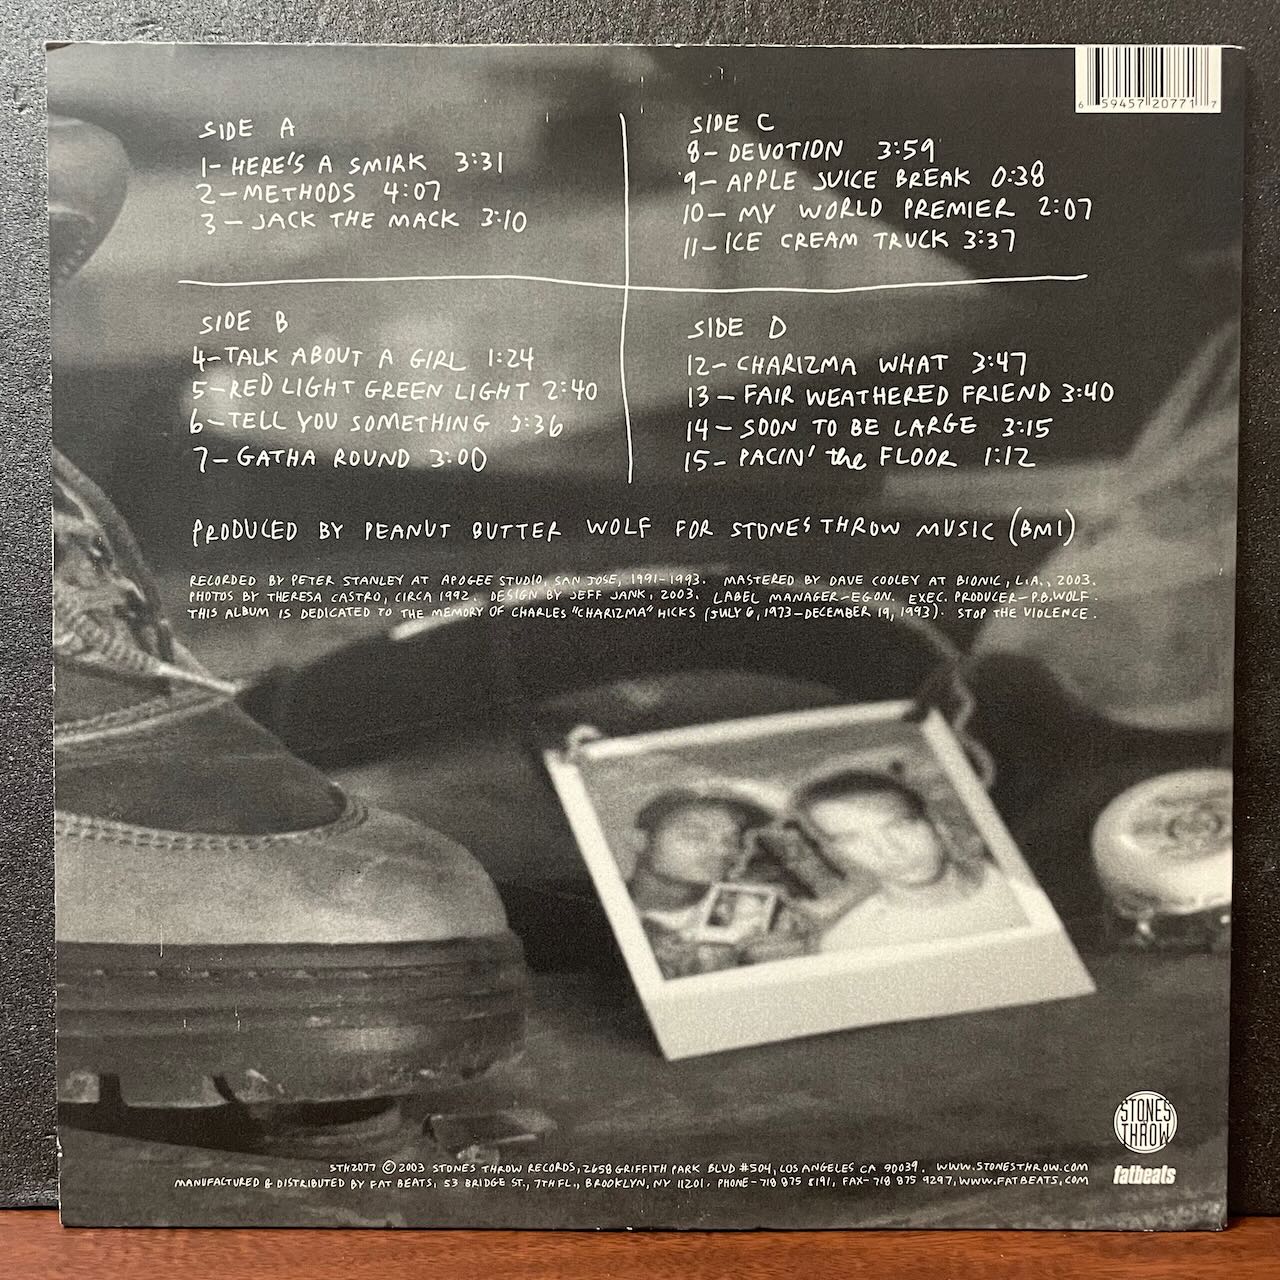 6 59457 20771 7
SIDE A
1- HERE'S A SMIRK 3:31
2- METHODS 4:07
3- JACK THE MACK 3:10
SIDE B
4- TALK ABOUT A GIRL 1:24
5- RED LIGHT GREEN LIGHT 2:40
6- TELL YOU SOMETHING 3:36
7- GATHA ROUND 3:00
SIDE C
8- DEVOTION 3:59
9- APPLE JUICE BREAK 0:38
10- MY WORLD PREMIER 2:07
11- ICE CREAM TRUCK 3:37
SIDE D
12- CHARIZMA WHAT 3:47
13- FAIR WEATHERED FRIEND 3:40
14- SOON TO BE LARGE 3:15
15- PACIN' the FLOOR 1:12
PRODUCED BY PEANUT BUTTER WOLF FOR STONES THROW MUSIC (BMI)
RECORDED BY PETER STANLEY AT APOGEE STUDIO, SAN JOSE, 1991-1993. MASTERED BY DAVE COOLEY AT BIONIC, L.A., 2003.
PHOTOS BY THERESA CASTRO, CIRCA 1992. DESIGN BY JEFF JANK, 2003. LABEL MANAGER-EGON. EXEC. PRODUCER-P.B.WOLF.
THIS ALBUM IS DEDICATED TO THE MEMORY OF CHARLES "CHARIZMA" HICKS (JULY 6, 1973-DECEMBER 19, 1993). STOP THE VIOLENCE.
STONES
THROW
STH2077 © 2003 STONES THROW RECORDS, 2658 GRIFFITH PARK BLVD #504, LOS ANGELES CA 90039. WWW.STONESTHROW.COM
fatbeats
MANUFACTURED & DISTRIBUTED BY FAT BEATS, 53 BRIDGE ST., 7TH FL., BROOKLYN, NY 11201. PHONE-718 875 8191, FAX-718 875 9297, WWW.FATBEATS.COM